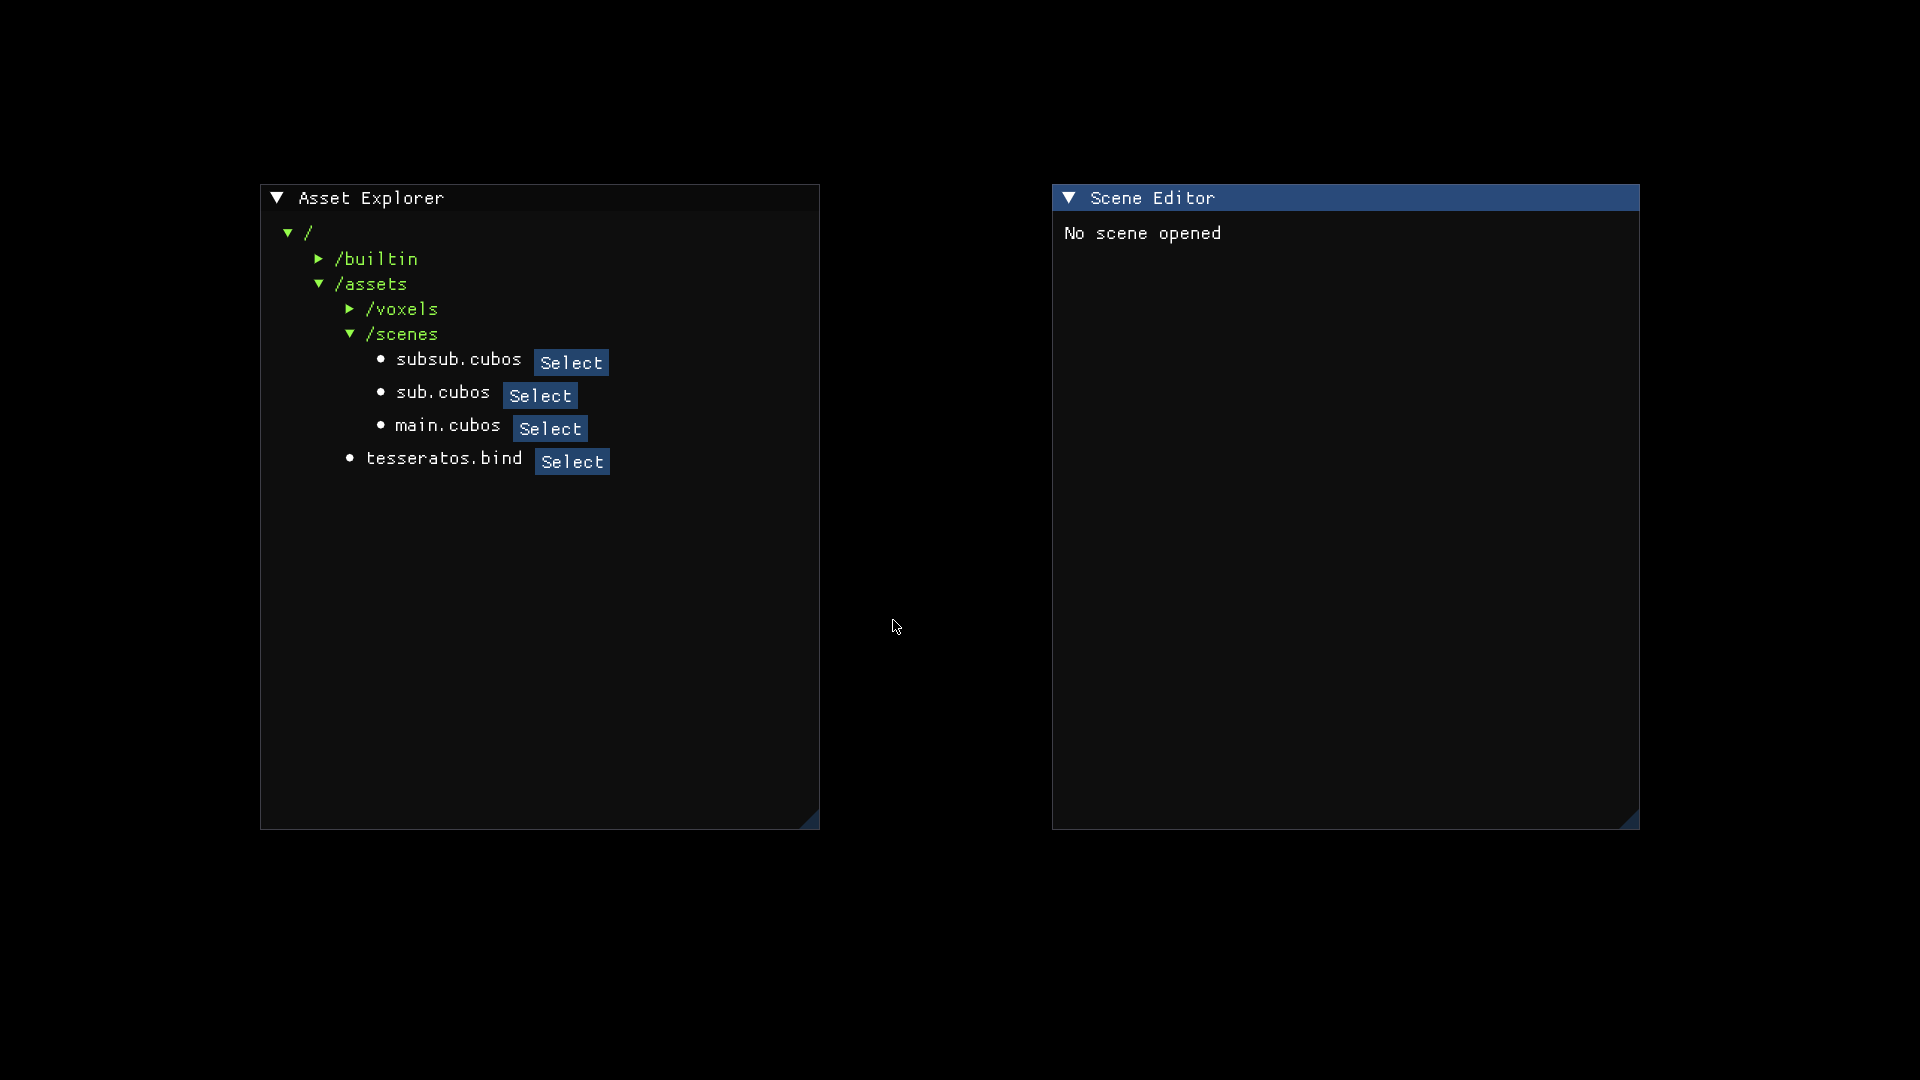 Asset Explorer
/
/builtin
/assets
/voxels
/scenes
subsub.cubos Select
sub.cubos Select
main.cubos Select
tesseratos.bind Select
Scene Editor
No scene opened